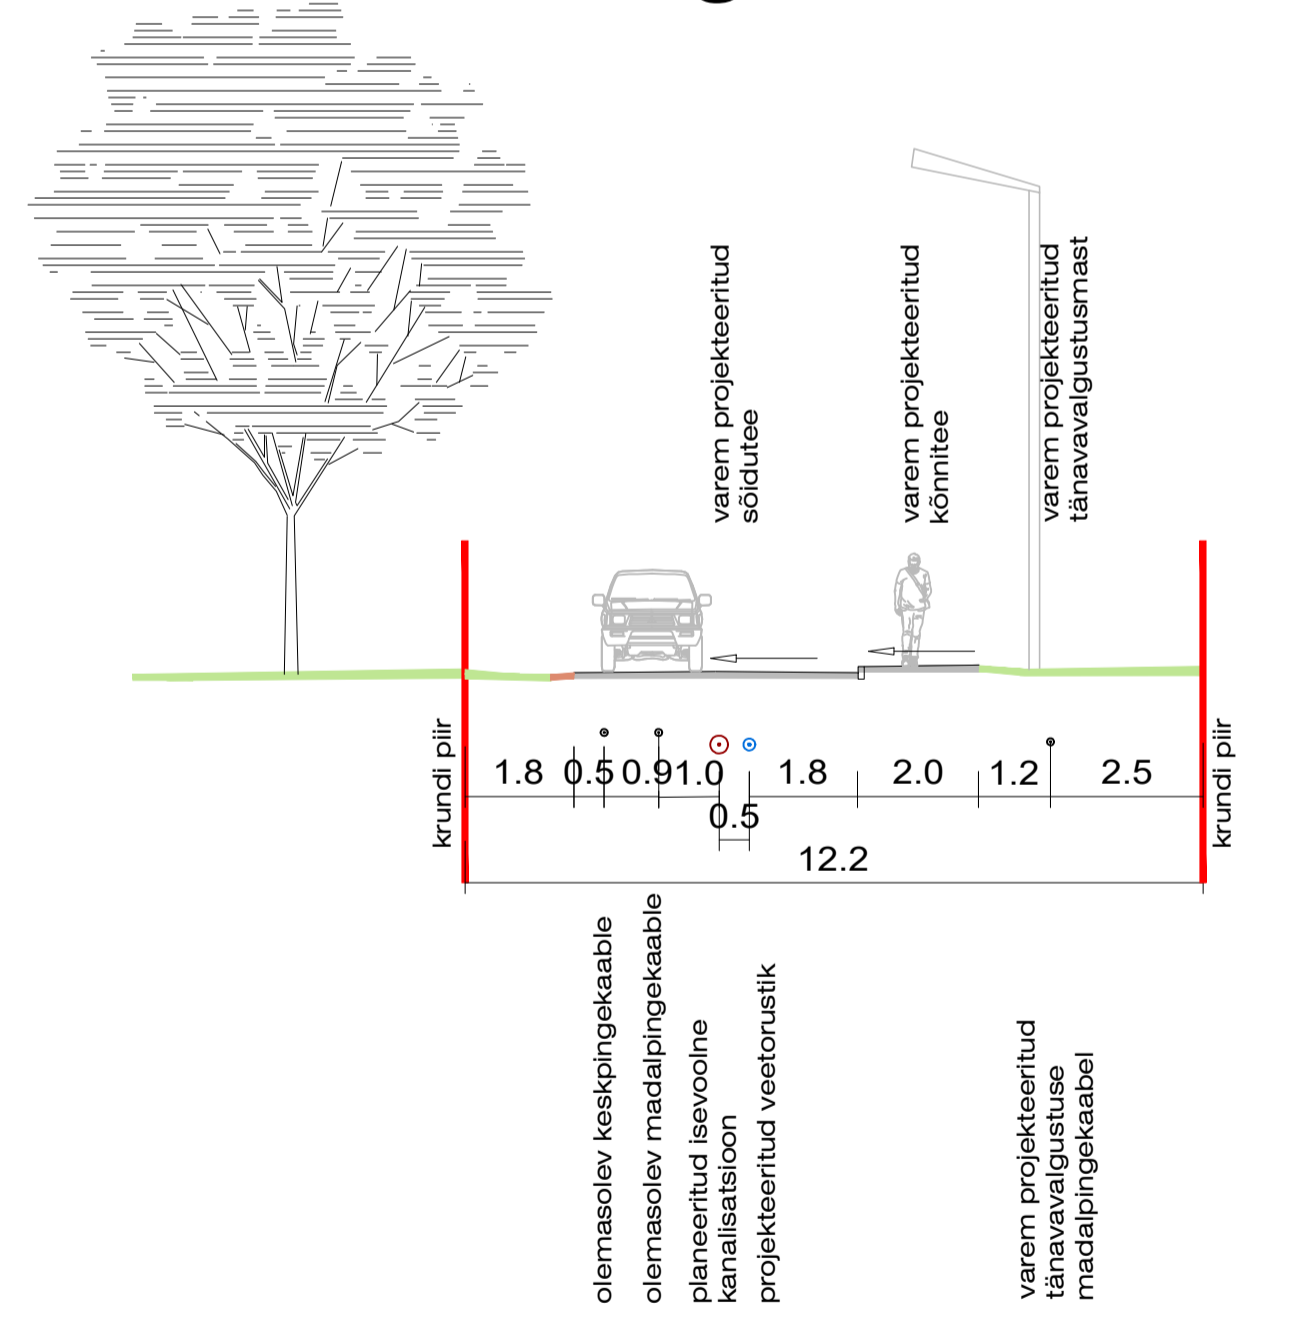 varem projekteeritud
sõidutee
varem projekteeritud
kõnnitee
varem projekteeritud
tänavavalgustusmast
krundi piir
1.8
0.5
0.9
1.0
1.8
2.0
1.2
2.5
krundi piir
0.5
12.2
olemasolev keskpingekaable
olemasolev madalpingekaable
planeeritud isevoolne
kanalisatsioon
projekteeritud veetorustik
varem projekteeritud
tänavavalgustuse
madalpingekaabel